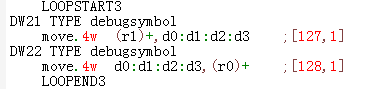 LOOPSTART3
DW21 TYPE debugsymbol
move.4w (r1)+,d0:d1:d2:d3 ;[127,1]
DW22 TYPE debugsymbol
move.4w d0:d1:d2:d3,(r0)+ ;[128,1]
LOOPEND3